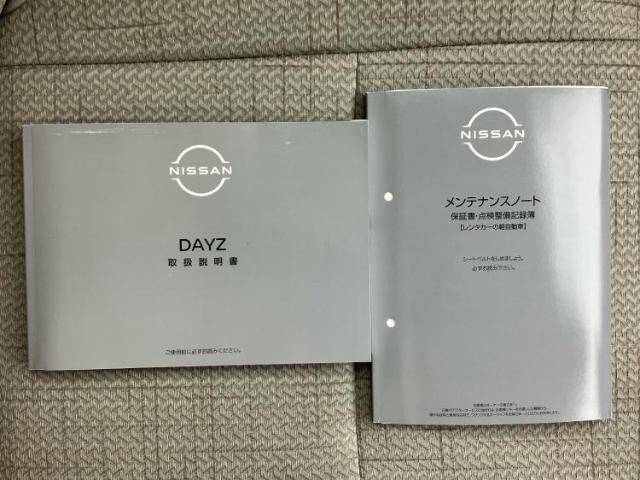 NISSAN
DAYZ
取扱説明書
ご使用前に必ずお読みください。
NISSAN
メンテナンスノート
保証書・点検整備記録簿
【レンタカーの軽自動車】
シートベルトをしめましょう。
必ずお読み下さい。